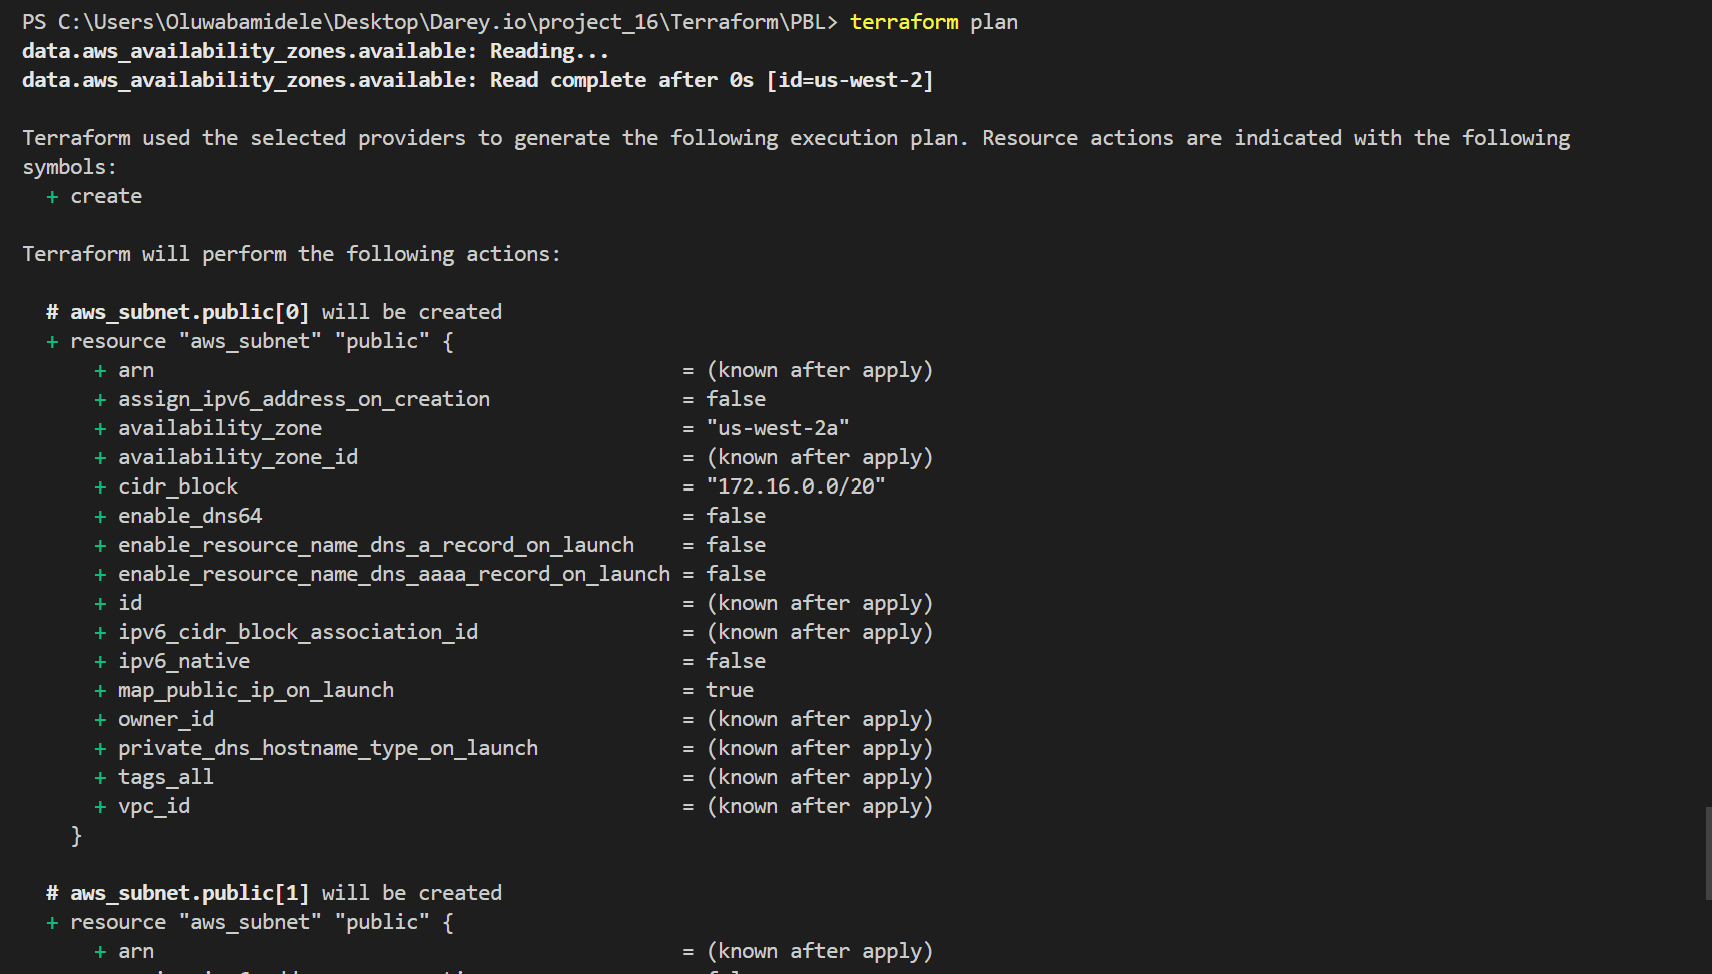 PS C:\Users\Oluwabamidele\Desktop\Darey.io\project_16\Terraform\PBL> terraform plan
data.aws_availability_zones.available: Reading...
data.aws_availability_zones.available: Read complete after 0s [id=us-west-2]
Terraform used the selected providers to generate the following execution plan. Resource actions are indicated with the following
symbols:
  + create
Terraform will perform the following actions:
  # aws_subnet.public[0] will be created
  + resource "aws_subnet" "public" {
      + arn                                            = (known after apply)
      + assign_ipv6_address_on_creation                = false
      + availability_zone                              = "us-west-2a"
      + availability_zone_id                           = (known after apply)
      + cidr_block                                     = "172.16.0.0/20"
      + enable_dns64                                   = false
      + enable_resource_name_dns_a_record_on_launch    = false
      + enable_resource_name_dns_aaaa_record_on_launch = false
      + id                                             = (known after apply)
      + ipv6_cidr_block_association_id                 = (known after apply)
      + ipv6_native                                    = false
      + map_public_ip_on_launch                        = true
      + owner_id                                       = (known after apply)
      + private_dns_hostname_type_on_launch            = (known after apply)
      + tags_all                                       = (known after apply)
      + vpc_id                                         = (known after apply)
    }
  # aws_subnet.public[1] will be created
  + resource "aws_subnet" "public" {
      + arn                                            = (known after apply)